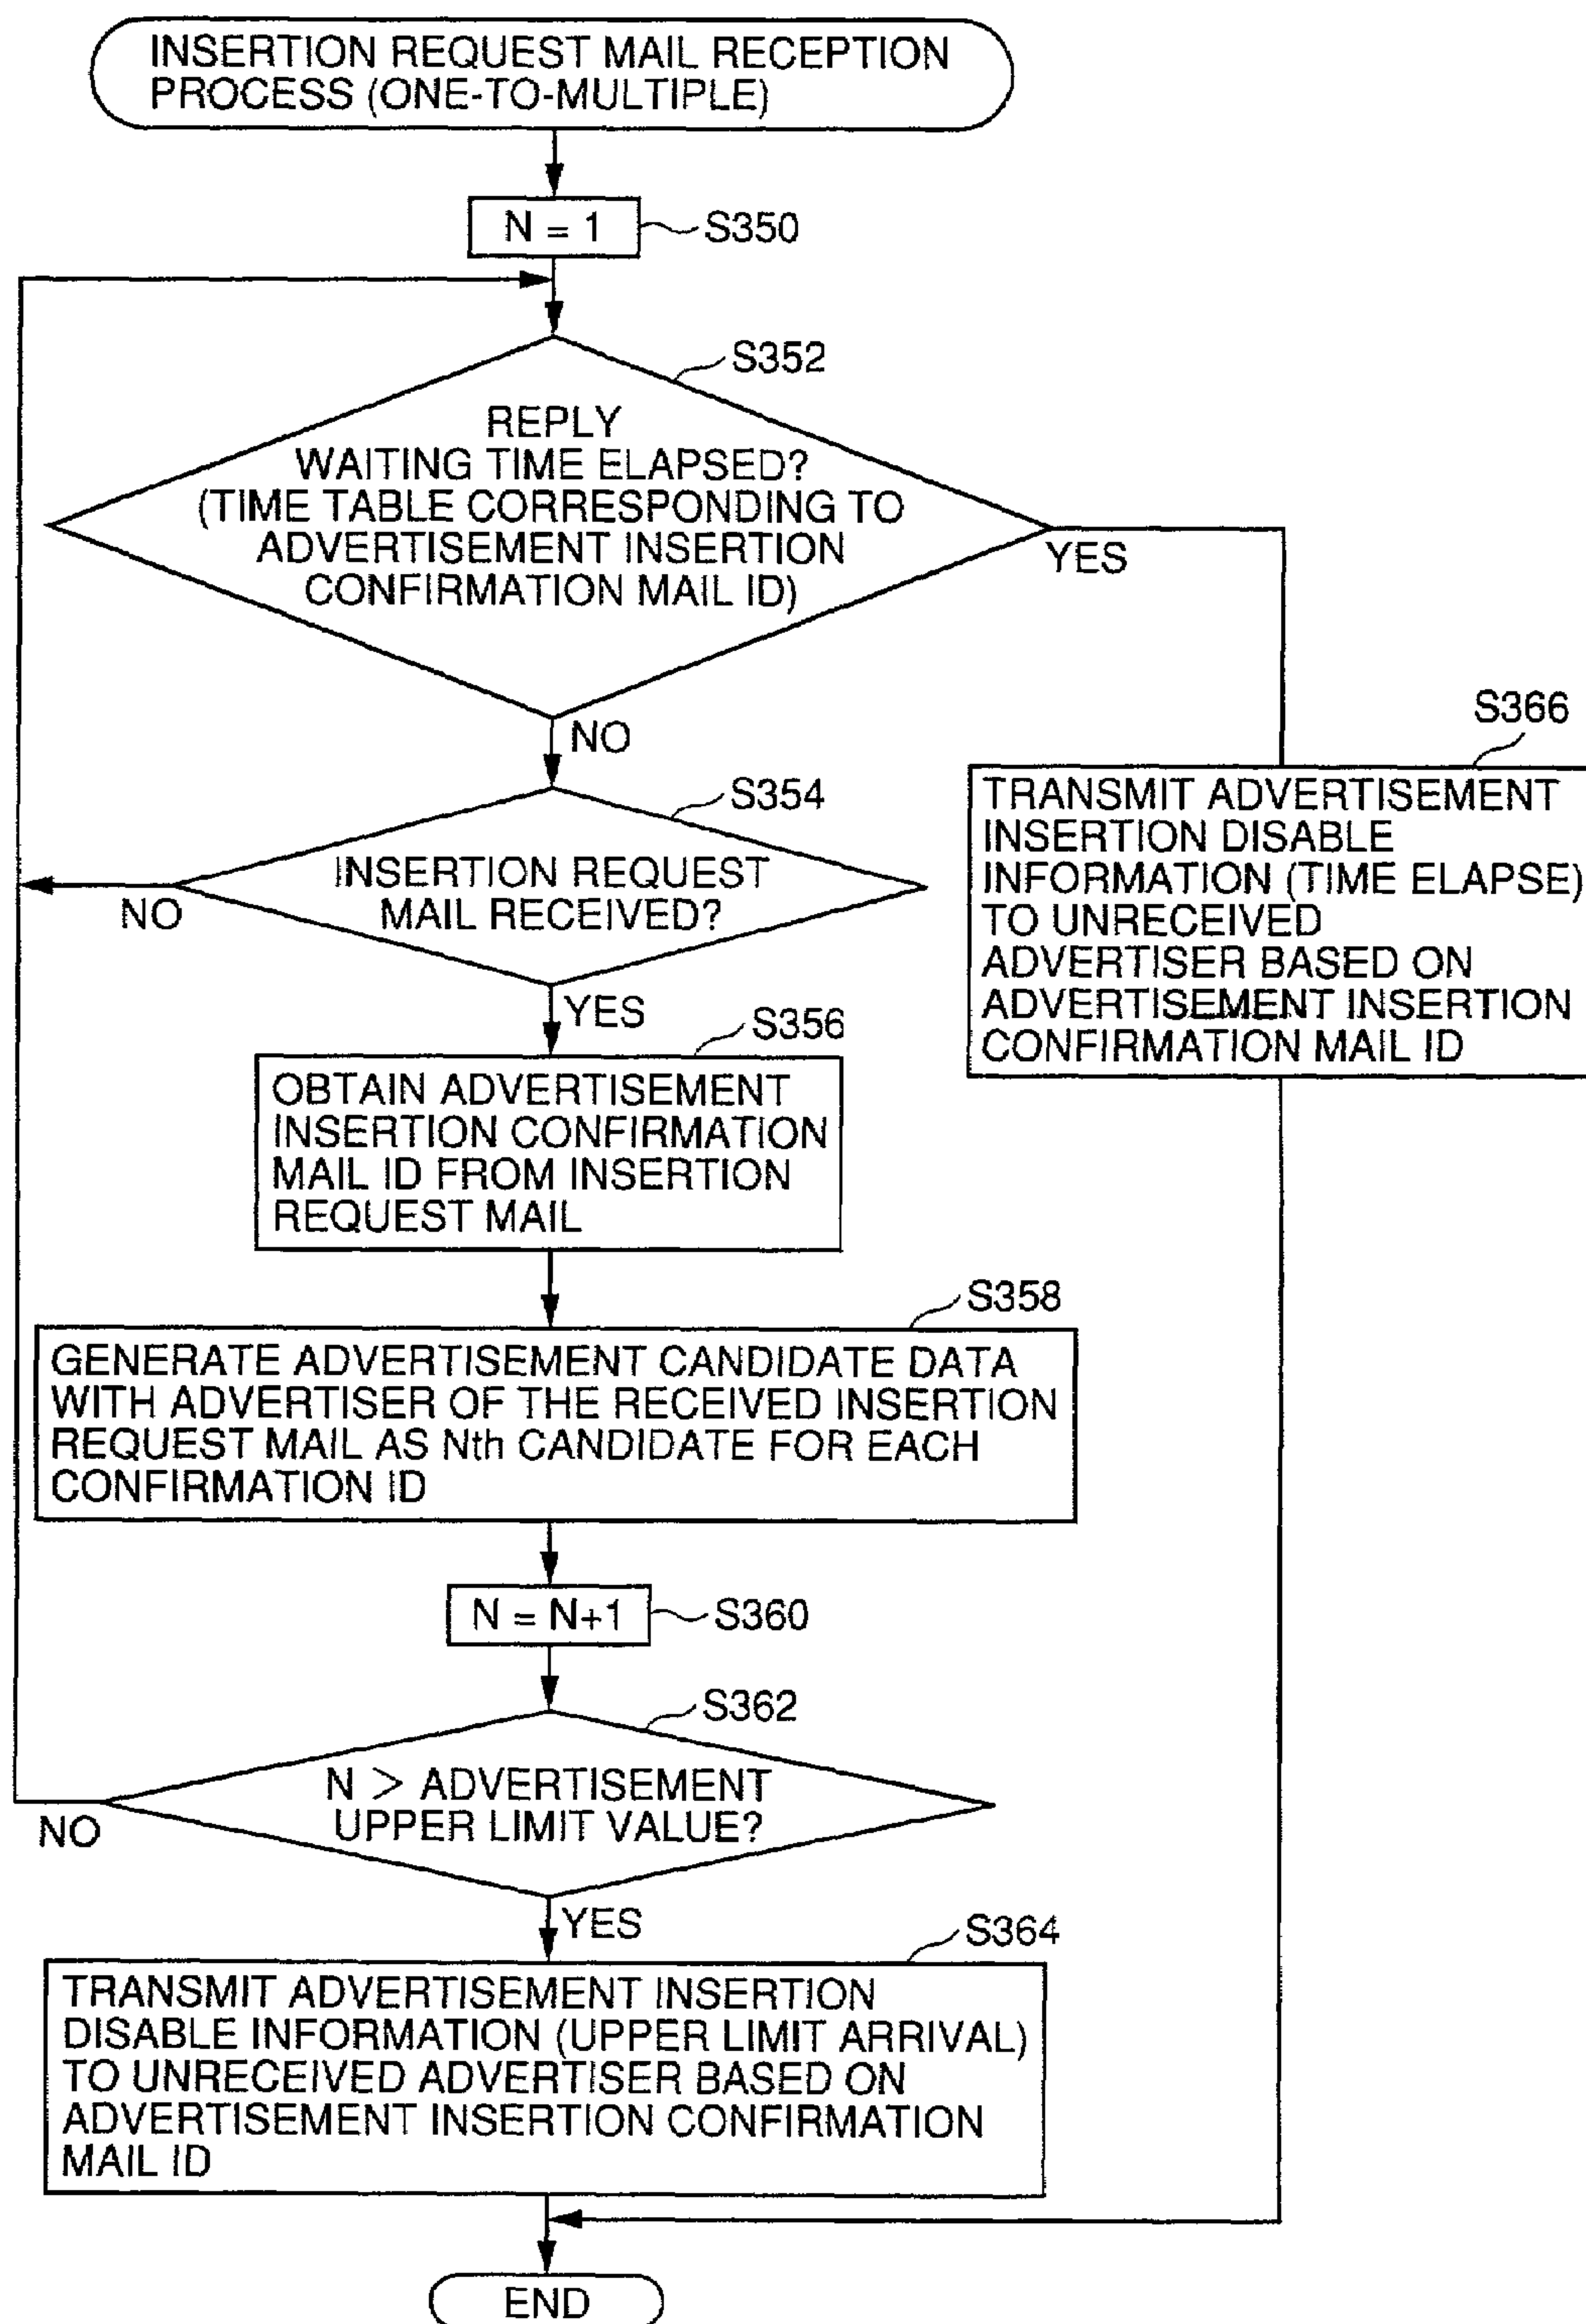 INSERTION REQUEST MAIL RECEPTION
PROCESS (ONE-TO-MULTIPLE)
N = 1
S350
S352
REPLY
WAITING TIME ELAPSED?
(TIME TABLE CORRESPONDING TO
ADVERTISEMENT INSERTION
CONFIRMATION MAIL ID)
YES
NO
S366
TRANSMIT ADVERTISEMENT
INSERTION DISABLE
INFORMATION (TIME ELAPSE)
TO UNRECEIVED
ADVERTISER BASED ON
ADVERTISEMENT INSERTION
CONFIRMATION MAIL ID
S354
INSERTION REQUEST
MAIL RECEIVED?
NO
YES
S356
OBTAIN ADVERTISEMENT
INSERTION CONFIRMATION
MAIL ID FROM INSERTION
REQUEST MAIL
S358
GENERATE ADVERTISEMENT CANDIDATE DATA
WITH ADVERTISER OF THE RECEIVED INSERTION
REQUEST MAIL AS Nth CANDIDATE FOR EACH
CONFIRMATION ID
N = N+1
S360
S362
N > ADVERTISEMENT
UPPER LIMIT VALUE?
NO
YES
S364
TRANSMIT ADVERTISEMENT INSERTION
DISABLE INFORMATION (UPPER LIMIT ARRIVAL)
TO UNRECEIVED ADVERTISER BASED ON
ADVERTISEMENT INSERTION CONFIRMATION
MAIL ID
END